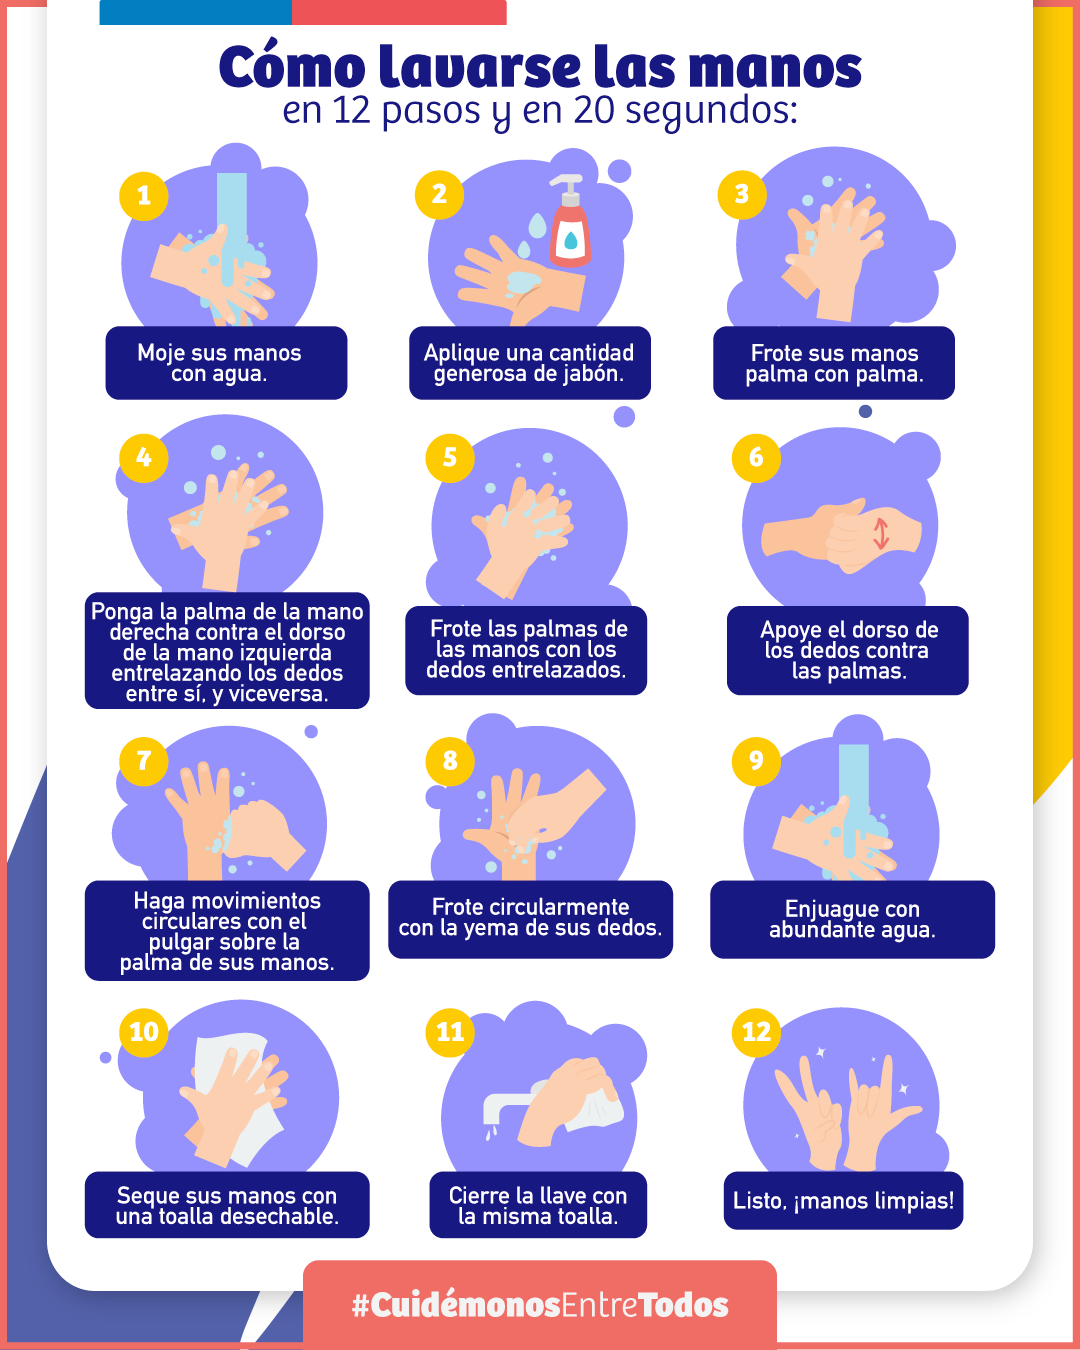 Cómo lavarse las manos
en 12 pasos y en 20 segundos:
1
Moje sus manos
con agua.
2
Aplique una cantidad
generosa de jabón.
3
Frote sus manos
palma con palma.
4
Ponga la palma de la mano
derecha contra el dorso
de la mano izquierda
entrelazando los dedos
entre sí, y viceversa.
5
Frote las palmas de
las manos con los
dedos entrelazados.
6
Apoye el dorso de
los dedos contra
las palmas.
7
Haga movimientos
circulares con el
pulgar sobre la
palma de sus manos.
8
Frote circularmente
con la yema de sus dedos.
9
Enjuague con
abundante agua.
10
Seque sus manos con
una toalla desechable.
11
Cierre la llave con
la misma toalla.
12
Listo, ¡manos limpias!
#CuidémonosEntreTodos